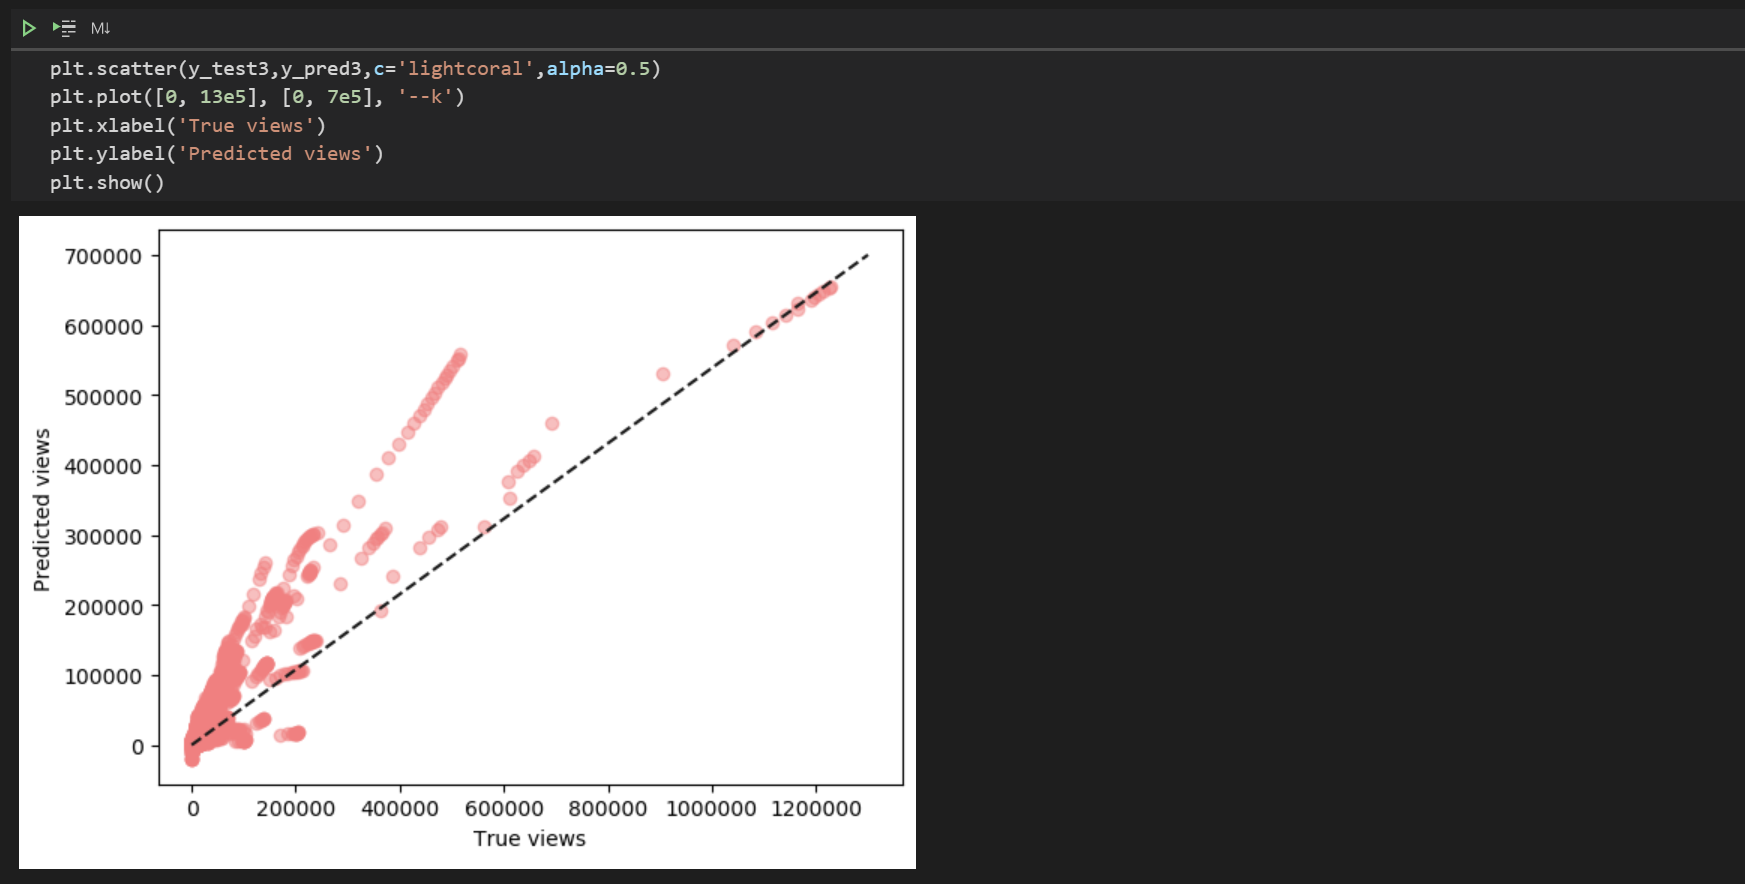 M↓
plt.scatter(y_test3,y_pred3,c='lightcoral',alpha=0.5)
plt.plot([0, 13e5], [0, 7e5], '--k')
plt.xlabel('True views')
plt.ylabel('Predicted views')
plt.show()
700000
600000
500000
400000
300000
200000
100000
0
Predicted views
0 200000 400000 600000 800000 1000000 1200000
True views